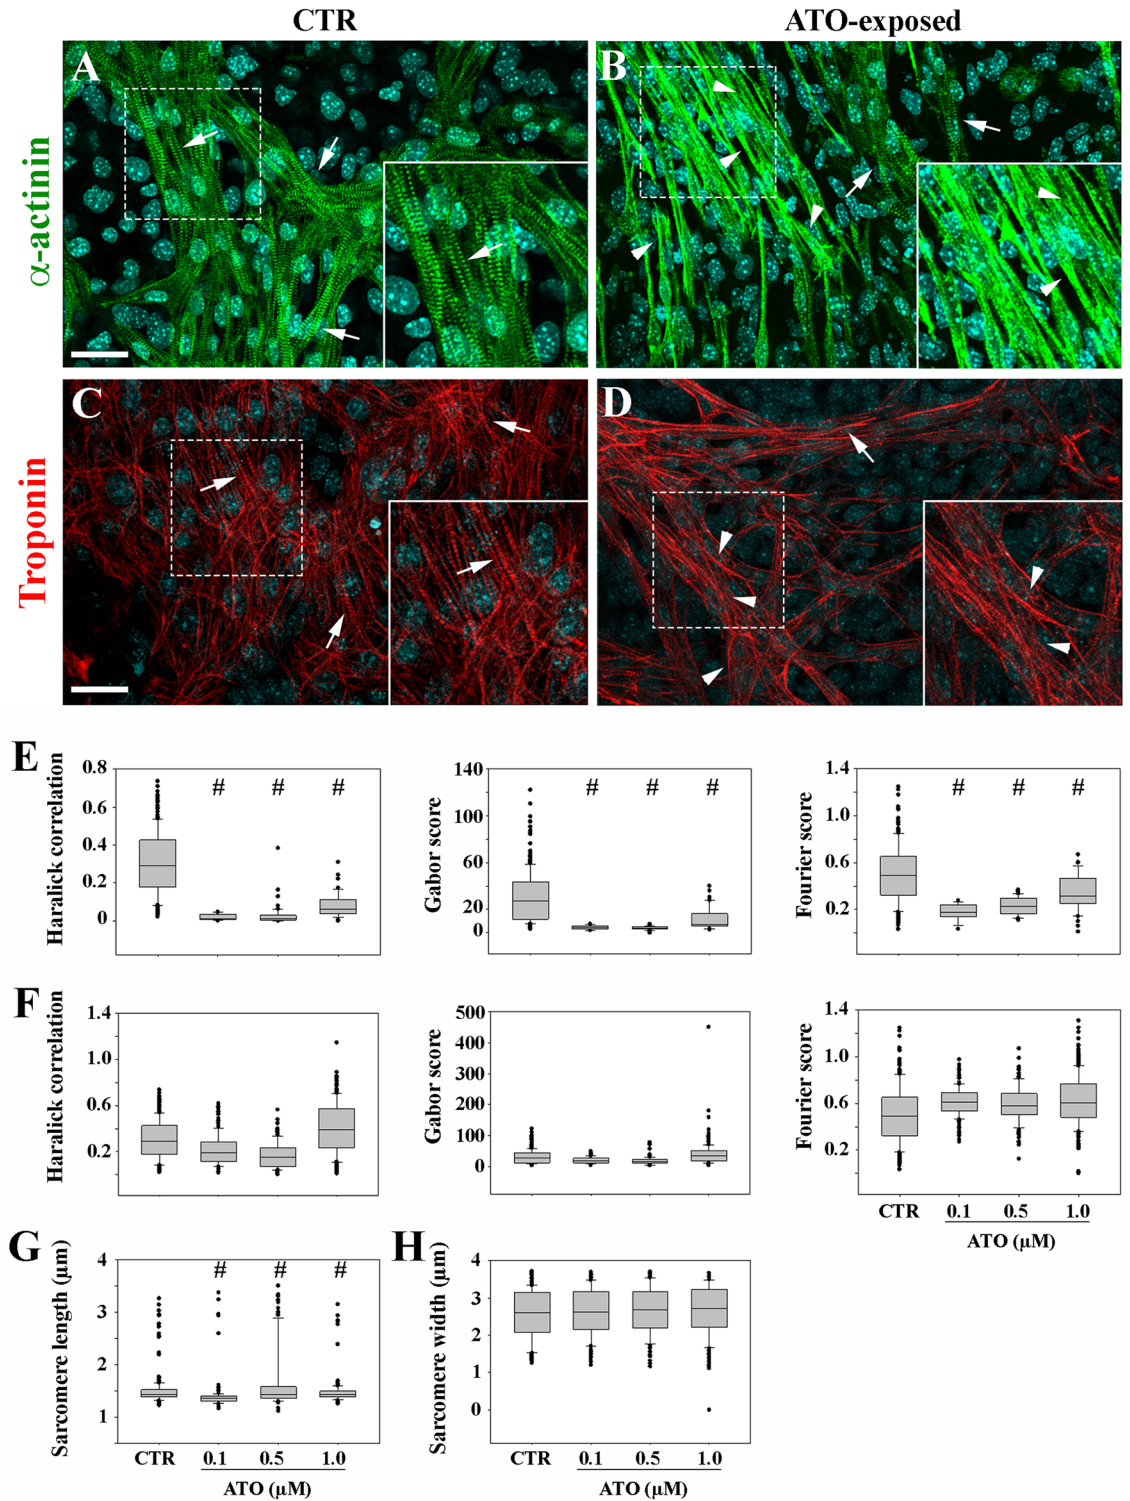 CTR ATO-exposed
α-actinin
A B
Troponin
C D
E
Haralick correlation
0.8
0.6
0.4
0.2
0
# # #
Gabor score
140
100
60
20
0
# # #
Fourier score
1.4
1.0
0.6
0.2
# # #
F
Haralick correlation
1.4
1.0
0.6
0.2
Gabor score
500
400
300
200
100
0
Fourier score
1.4
1.0
0.6
0.2
CTR 0.1 0.5 1.0
ATO (μM)
G
Sarcomere length (μm)
4
3
2
1
# # #
CTR 0.1 0.5 1.0
ATO (μM)
H
Sarcomere width (μm)
4
3
2
1
0
CTR 0.1 0.5 1.0
ATO (μM)